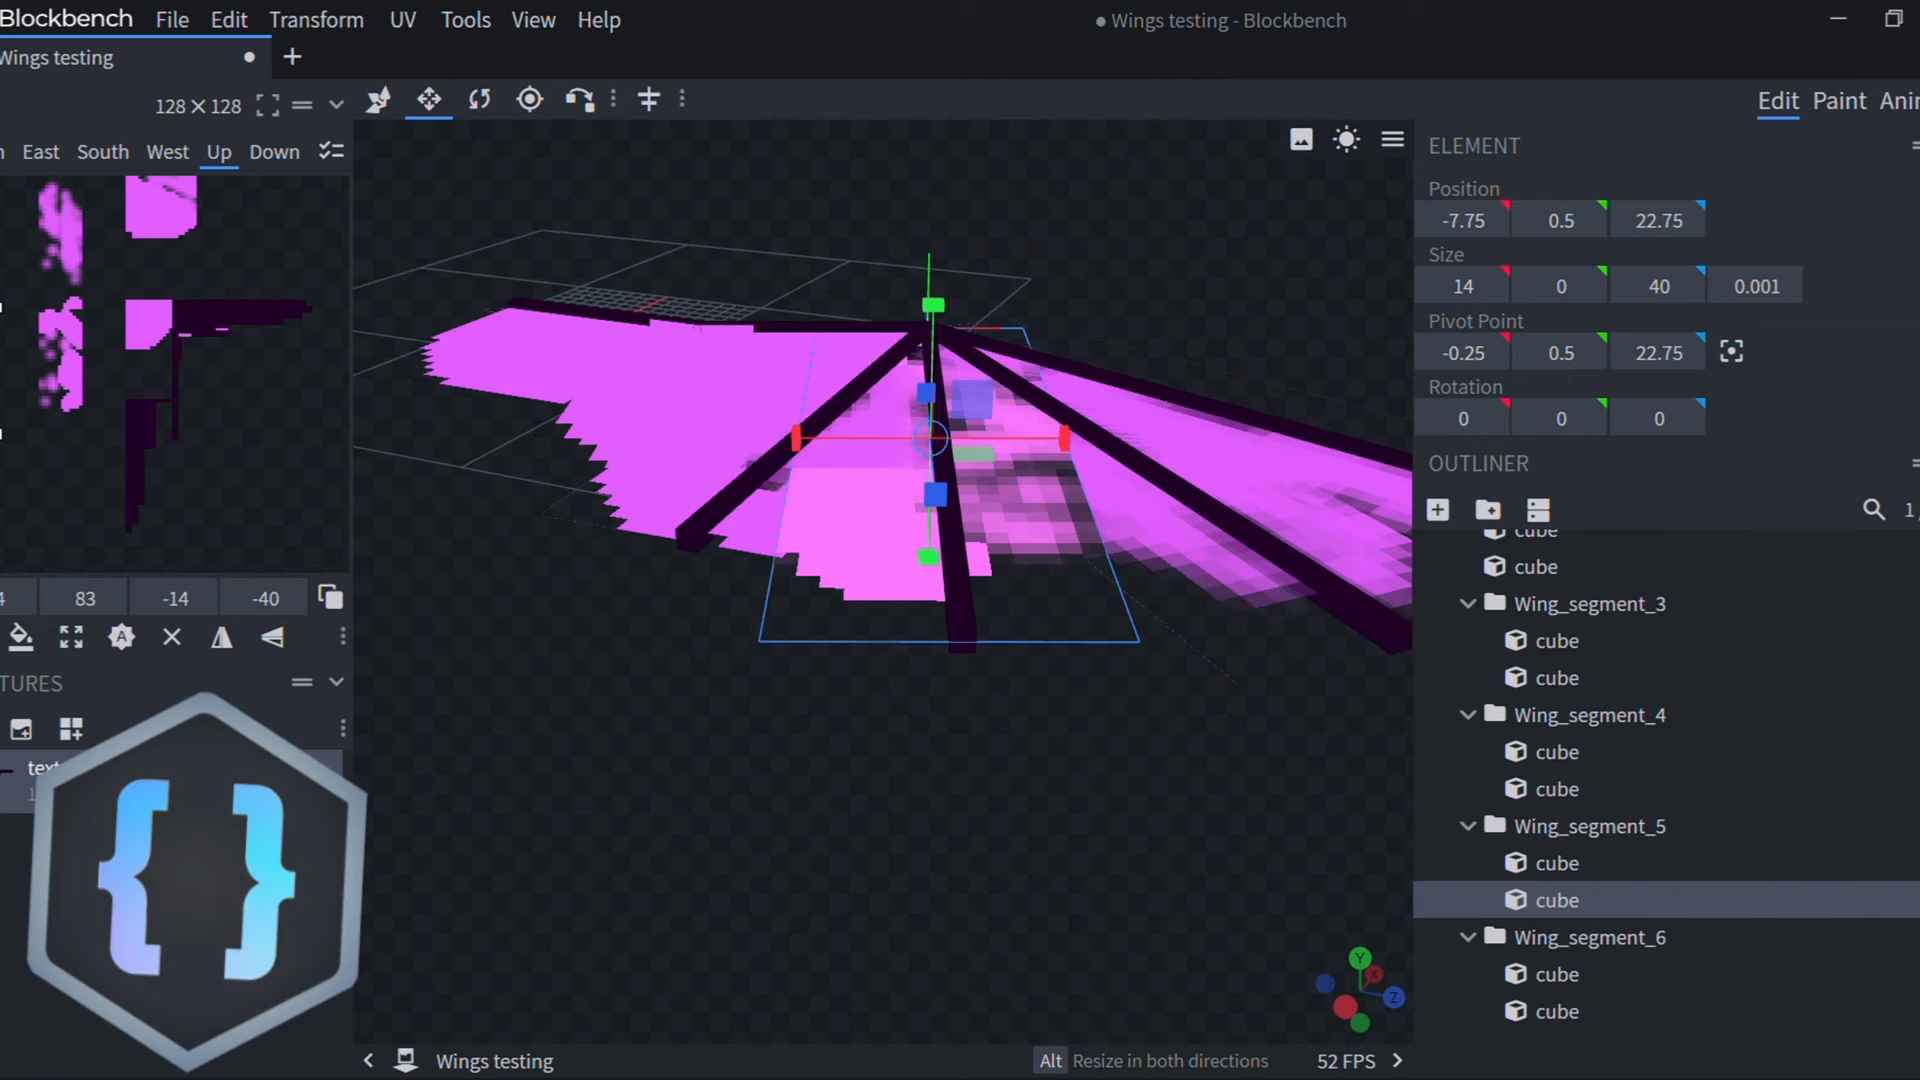 Blockbench File Edit Transform UV Tools View Help
Wings testing - Blockbench
Wings testing
128×128
Edit Paint
East South West Up Down
ELEMENT
Position
-7.75 0.5 22.75
Size
14 0 40 0.001
Pivot Point
-0.25 0.5 22.75
Rotation
0 0 0
OUTLINER
cube
cube
Wing_segment_3
cube
cube
Wing_segment_4
cube
cube
Wing_segment_5
cube
cube
Wing_segment_6
cube
cube
83 -14 -40
A
{ }
Y
X
Z
Wings testing
Alt Resize in both directions 52 FPS